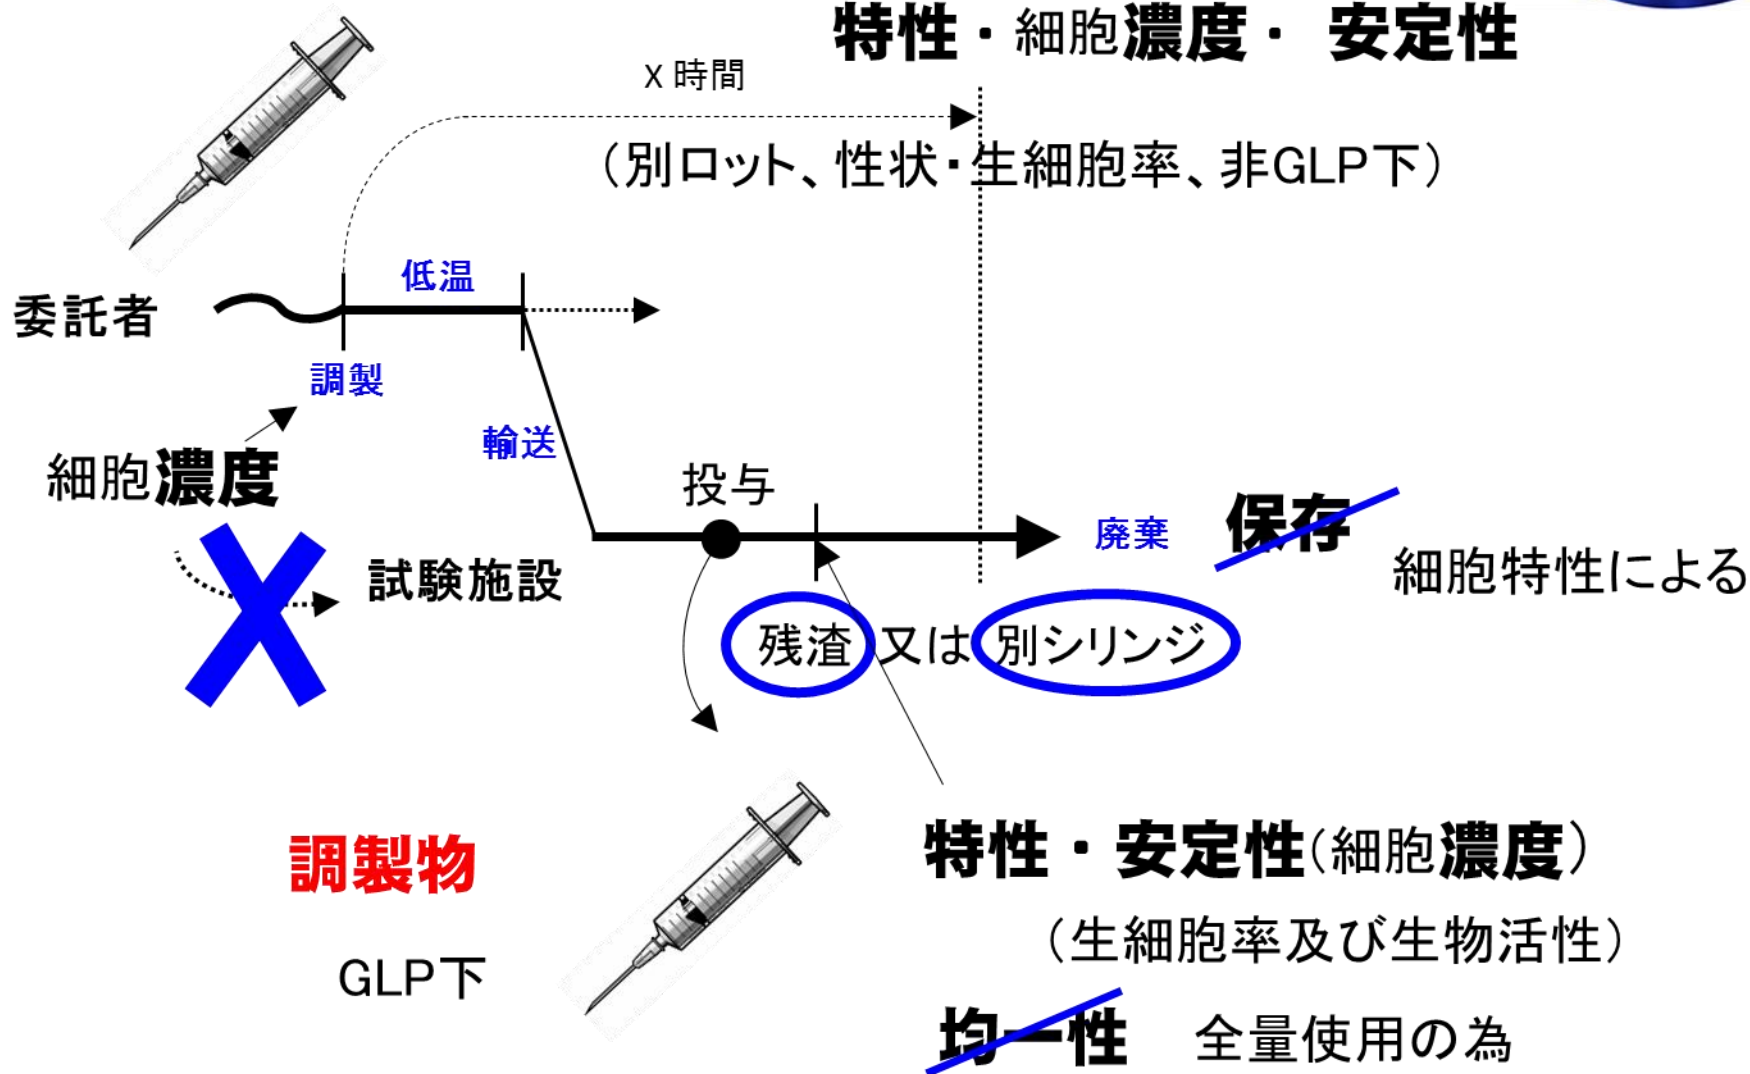 特性・細胞濃度・ 安定性
X 時間
（別ロット、性状・生細胞率、非GLP下）
低温
委託者
調製
輸送
細胞濃度
投与
保存
廃棄
細胞特性による
試験施設
残渣 又は 別シリンジ
調製物
特性・安定性（細胞濃度）
（生細胞率及び生物活性）
GLP下
均一性 全量使用の為